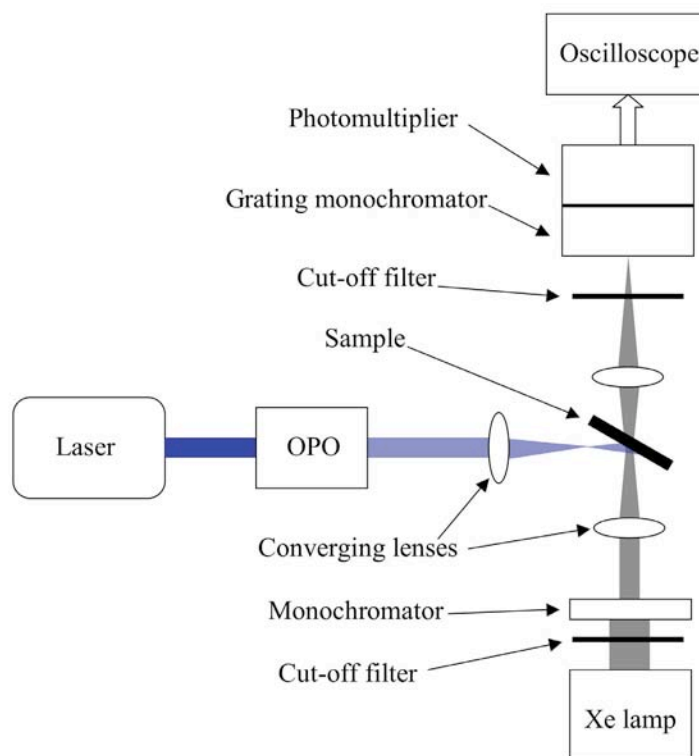 Oscilloscope
Photomultiplier
Grating monochromator
Cut-off filter
Sample
Laser
OPO
Converging lenses
Monochromator
Cut-off filter
Xe lamp